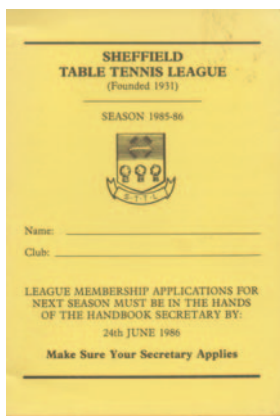 SHEFFIELD
TABLE TENNIS LEAGUE
(Founded 1931)
SEASON 1985-86
S·T·T·L
Name:
Club:
LEAGUE MEMBERSHIP APPLICATIONS FOR
NEXT SEASON MUST BE IN THE HANDS
OF THE HANDBOOK SECRETARY BY:
24th JUNE 1986
Make Sure Your Secretary Applies